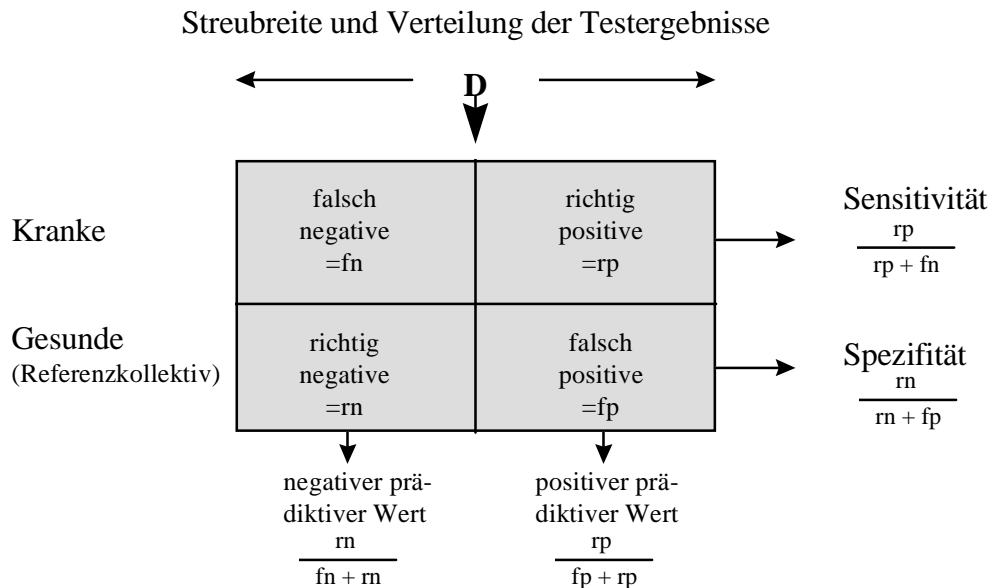 Streubreite und Verteilung der Testergebnisse
D
Kranke
falsch
negative
=fn
richtig
positive
=rp
Sensitivität
rp
rp + fn
Gesunde
(Referenzkollektiv)
richtig
negative
=rn
falsch
positive
=fp
Spezifität
rn
rn + fp
negativer prä-
diktiver Wert
rn
fn + rn
positiver prä-
diktiver Wert
rp
fp + rp